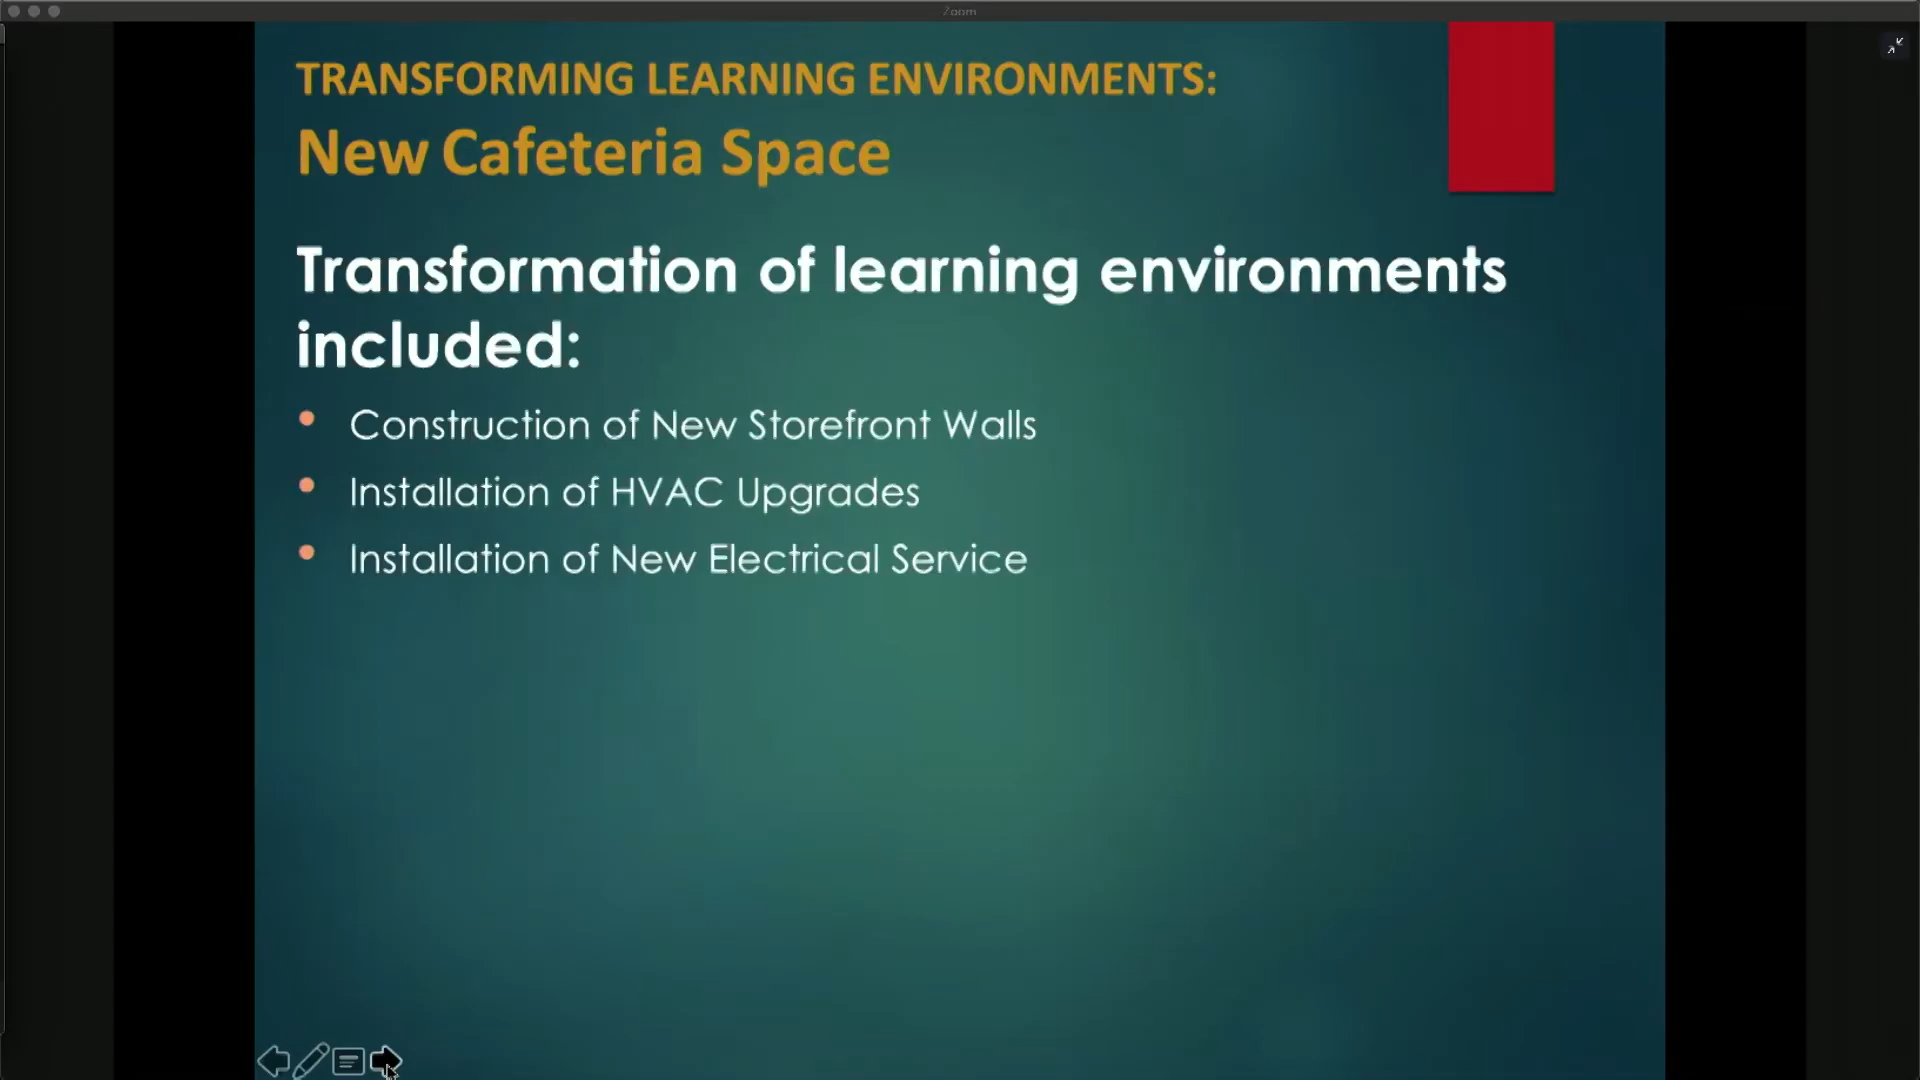 Zoom
TRANSFORMING LEARNING ENVIRONMENTS:
New Cafeteria Space
Transformation of learning environments
included:
• Construction of New Storefront Walls
• Installation of HVAC Upgrades
• Installation of New Electrical Service